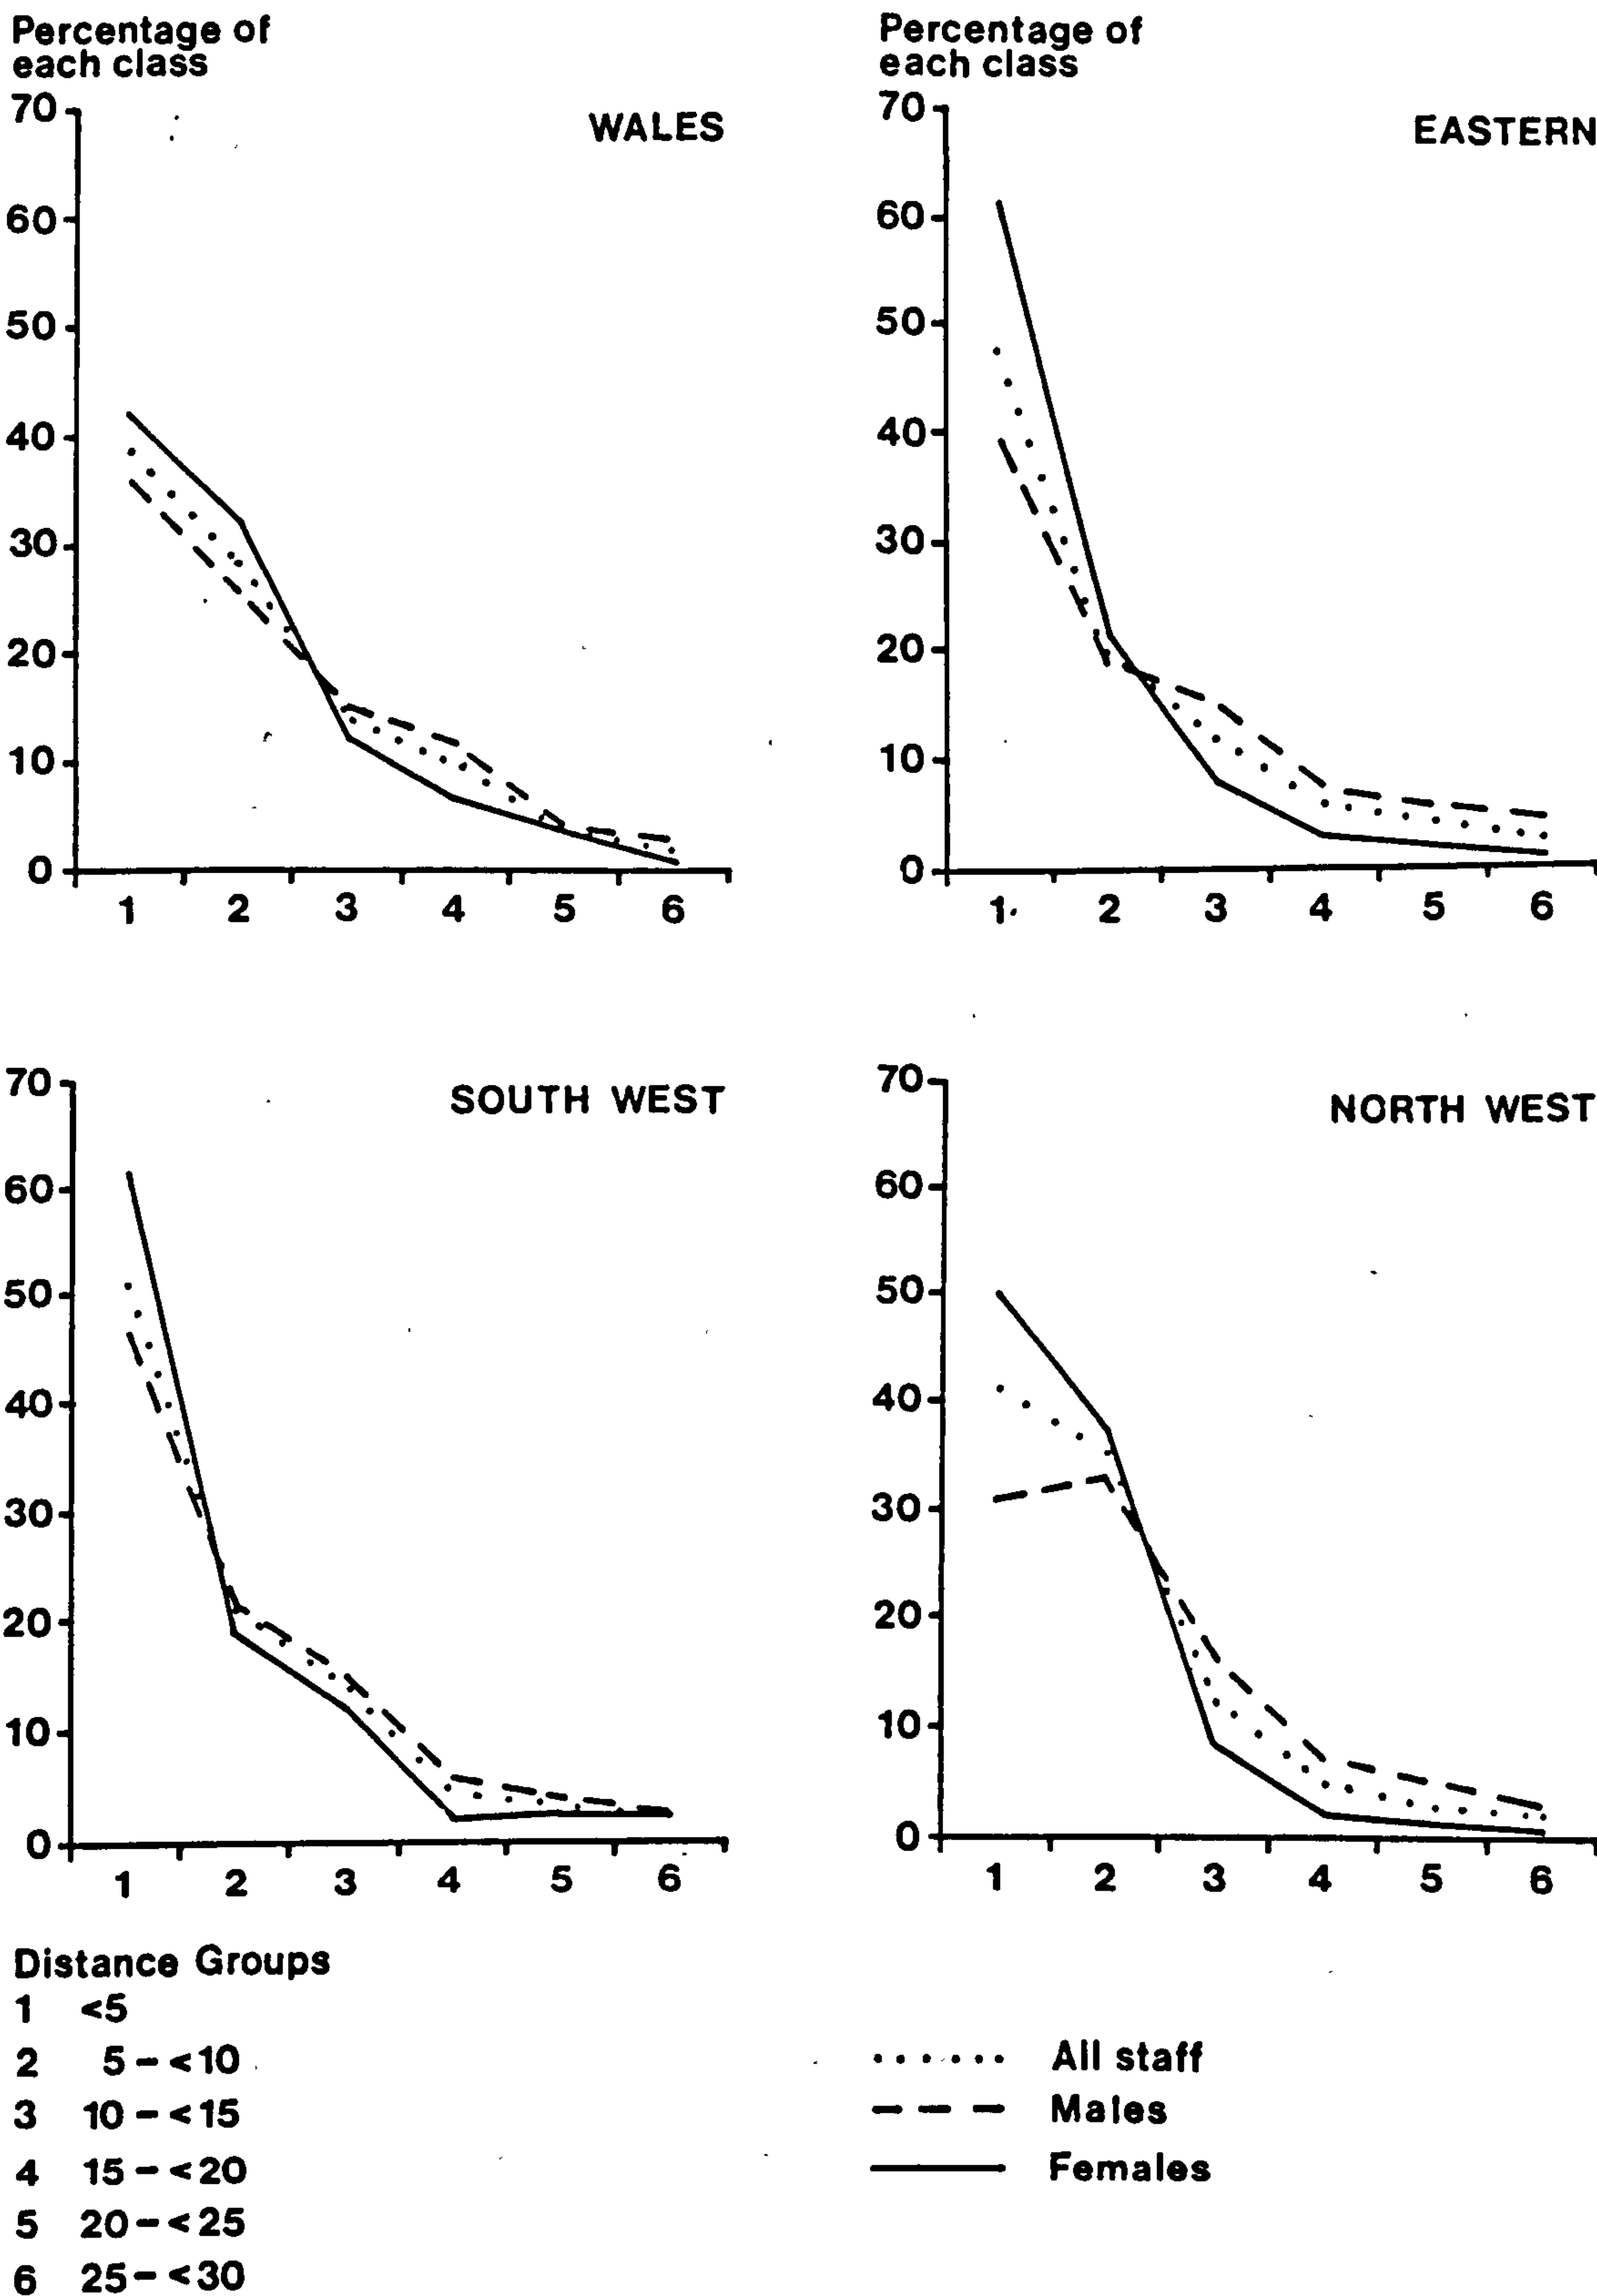 Percentage of
each class
70
WALES
60
50
40
30
20
10
0
1 2 3 4 5 6
Percentage of
each class
70
EASTERN
60
50
40
30
20
10
0
1 2 3 4 5 6
70
SOUTH WEST
60
50
40
30
20
10
0
1 2 3 4 5 6
70
NORTH WEST
60
50
40
30
20
10
0
1 2 3 4 5 6
Distance Groups
1 <5
2 5-<10
3 10-<15
4 15-<20
5 20-<25
6 25-<30
All staff
Males
Females